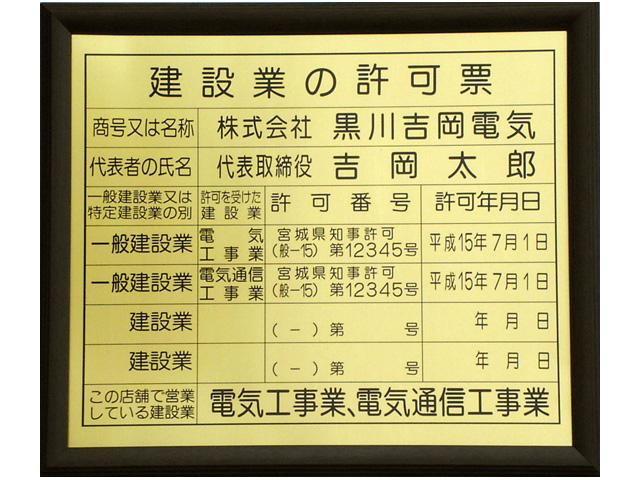 建設業の許可票
商号又は名称 株式会社 黒川吉岡電気
代表者の氏名 代表取締役 吉岡太郎
一般建設業又は特定建設業の別 許可を受けた建設業 許可番号 許可年月日
一般建設業 電気工事業 宮城県知事許可(般-15)第12345号 平成15年7月1日
一般建設業 電気通信工事業 宮城県知事許可(般-15)第12345号 平成15年7月1日
建設業 (-)第 号 年 月 日
建設業 (-)第 号 年 月 日
この店舗で営業している建設業 電気工事業、電気通信工事業